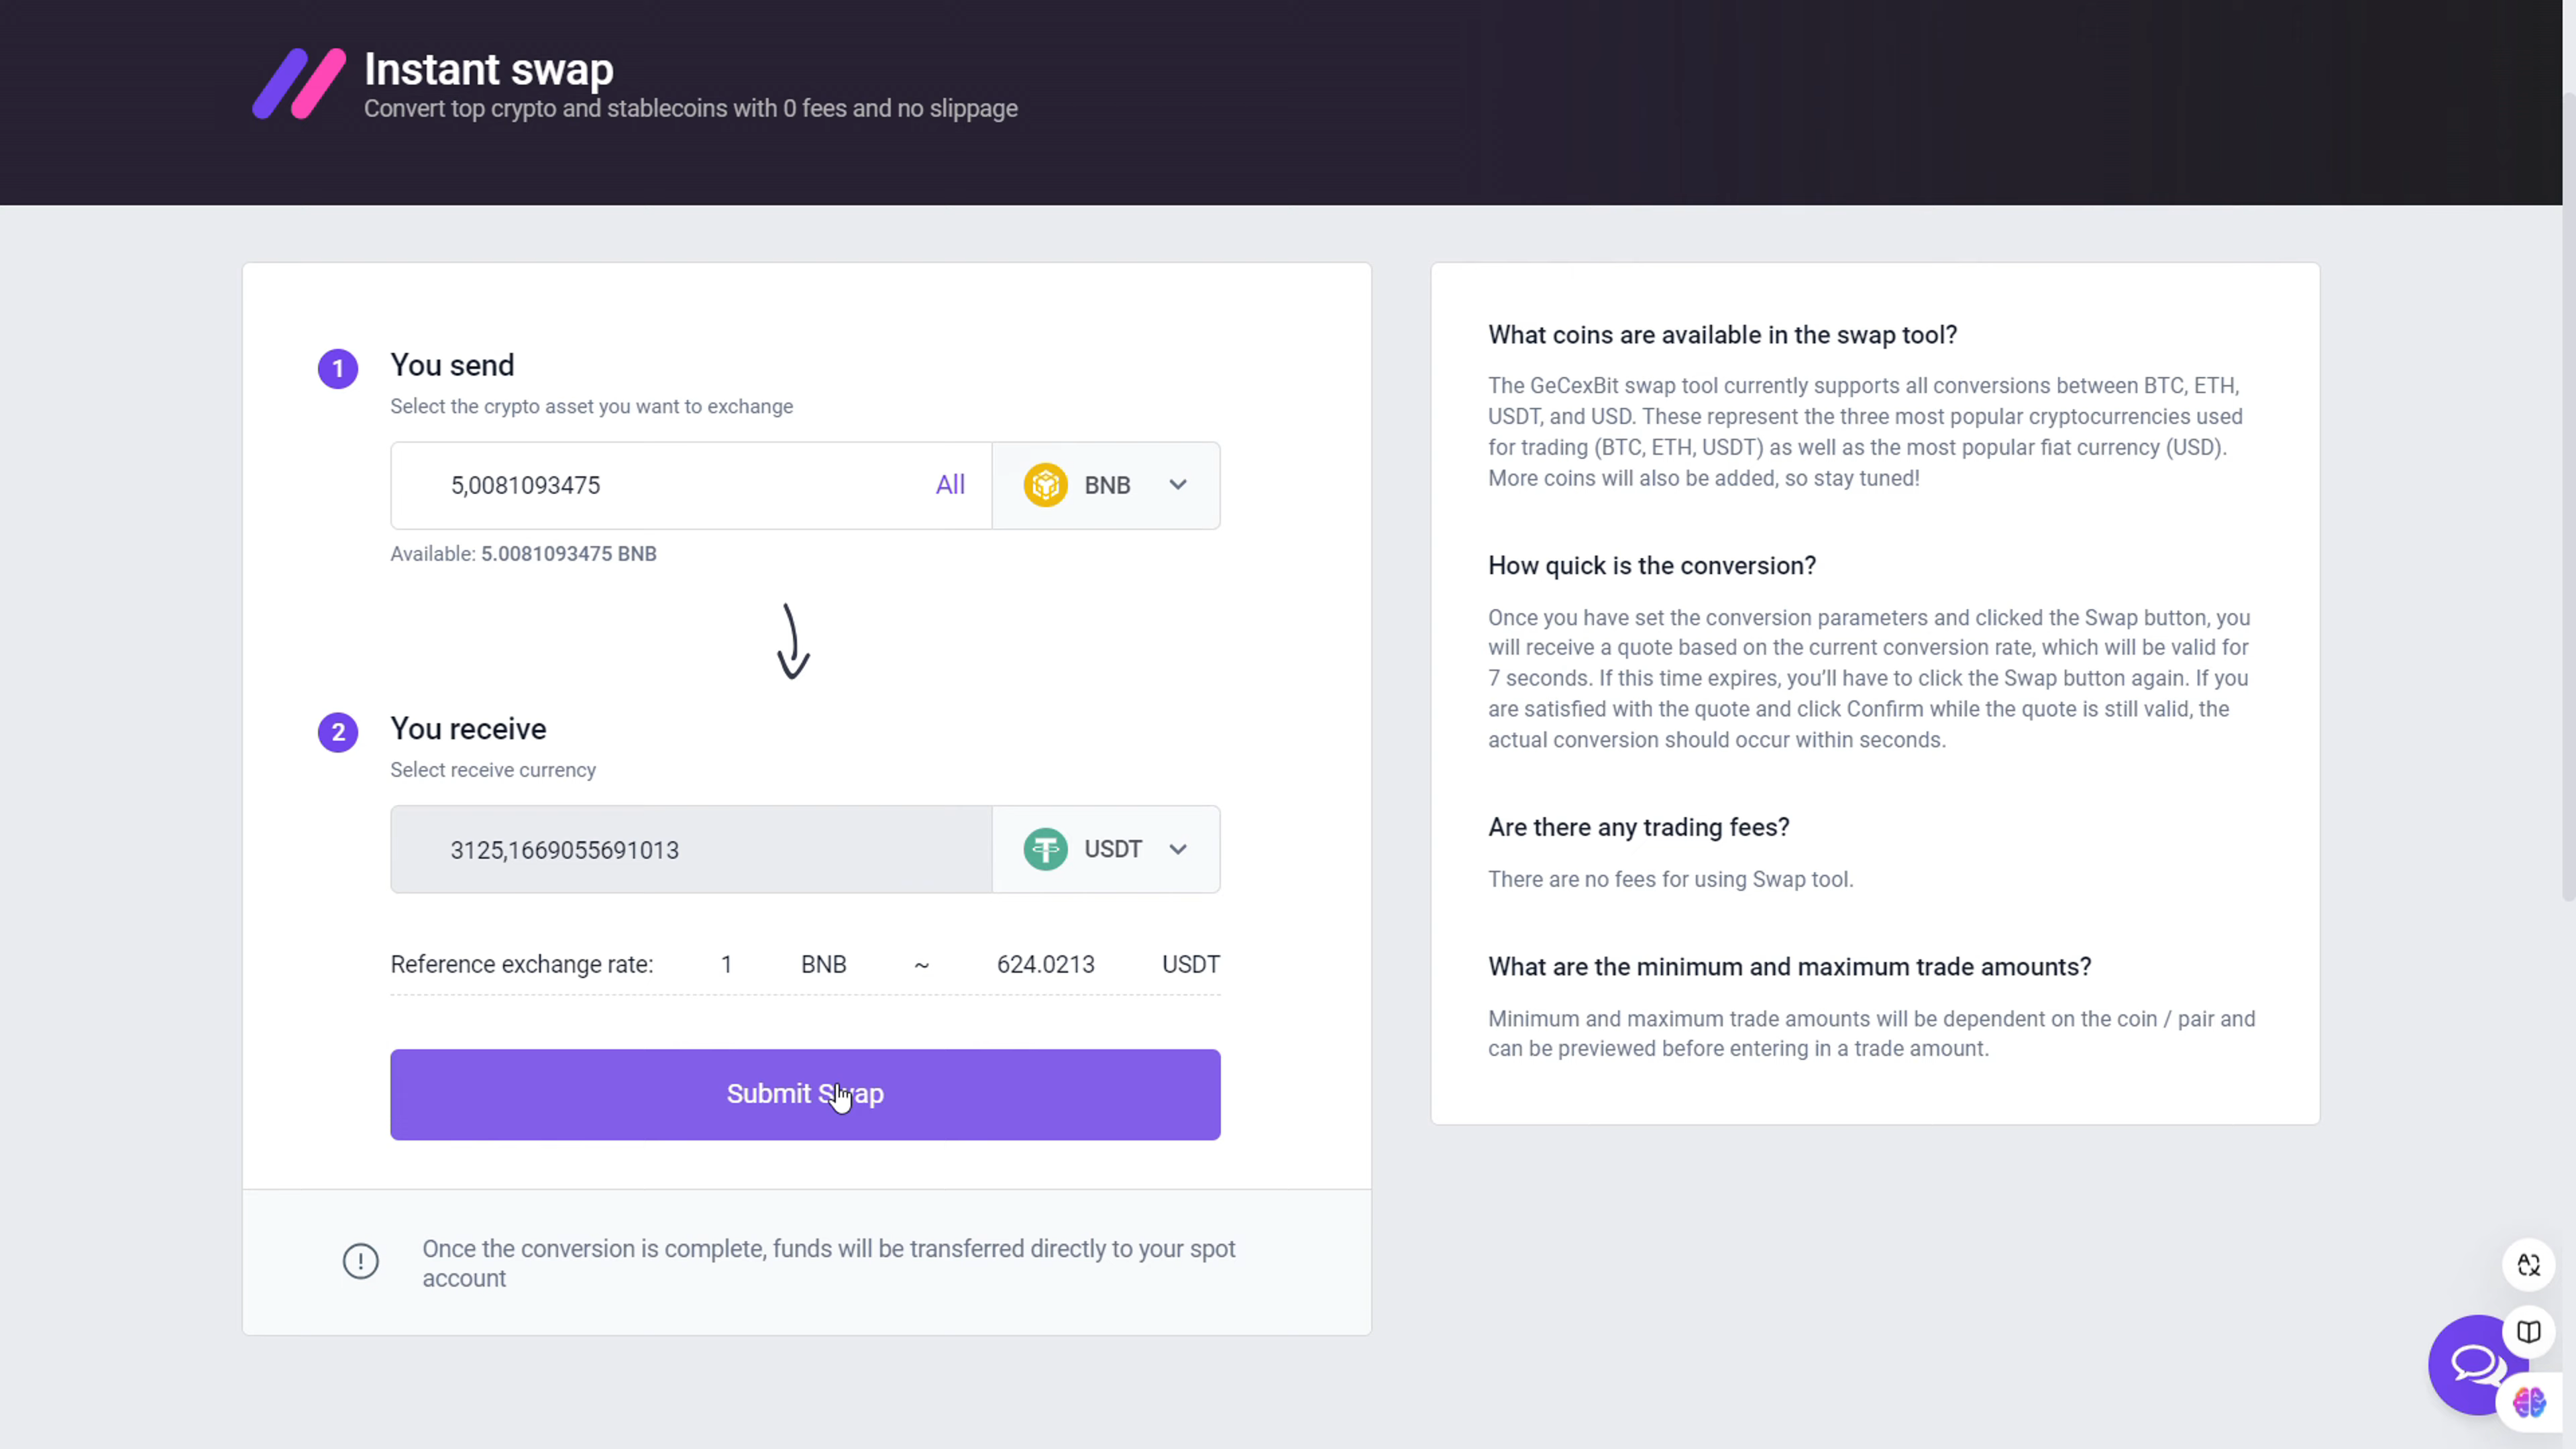 Instant swap
Convert top crypto and stablecoins with 0 fees and no slippage
1
You send
Select the crypto asset you want to exchange
5,0081093475
All
BNB
Available: 5.0081093475 BNB
2
You receive
Select receive currency
3125,1669055691013
USDT
Reference exchange rate: 1 BNB ~ 624.0213 USDT
Submit Swap
Once the conversion is complete, funds will be transferred directly to your spot
account
What coins are available in the swap tool?
The GeCexBit swap tool currently supports all conversions between BTC, ETH,
USDT, and USD. These represent the three most popular cryptocurrencies used
for trading (BTC, ETH, USDT) as well as the most popular fiat currency (USD).
More coins will also be added, so stay tuned!
How quick is the conversion?
Once you have set the conversion parameters and clicked the Swap button, you
will receive a quote based on the current conversion rate, which will be valid for
7 seconds. If this time expires, you'll have to click the Swap button again. If you
are satisfied with the quote and click Confirm while the quote is still valid, the
actual conversion should occur within seconds.
Are there any trading fees?
There are no fees for using Swap tool.
What are the minimum and maximum trade amounts?
Minimum and maximum trade amounts will be dependent on the coin / pair and
can be previewed before entering in a trade amount.